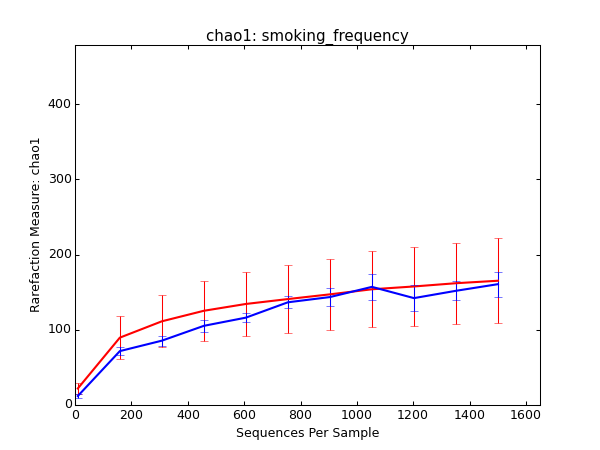 chao1: smoking_frequency
400
300
200
100
0
Rarefaction Measure: chao1
0 200 400 600 800 1000 1200 1400 1600
Sequences Per Sample